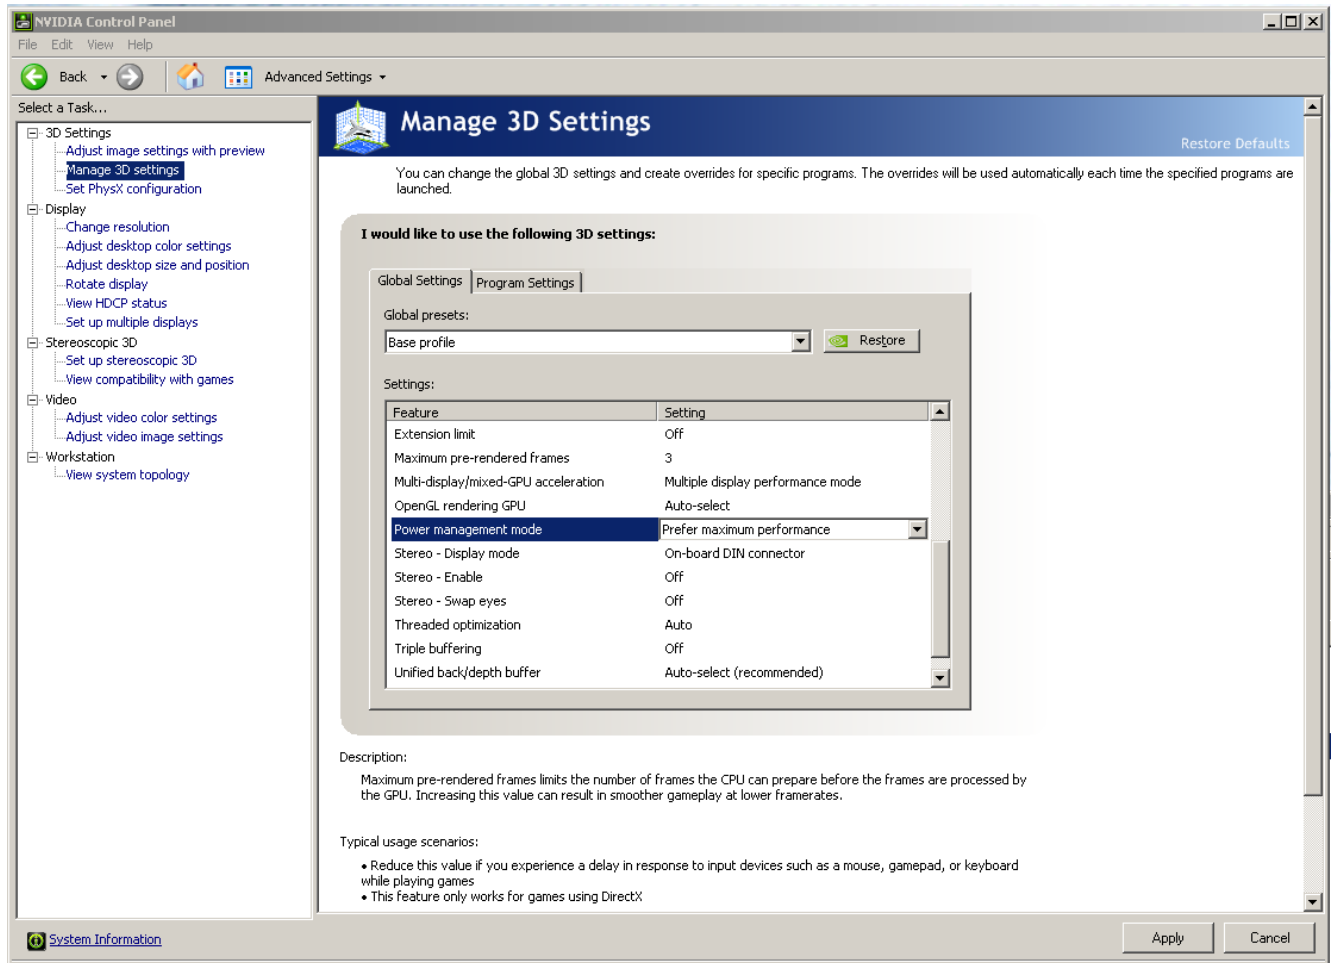 NVIDIA Control Panel
File Edit View Help
Back Advanced Settings
Select a Task...
3D Settings
Adjust image settings with preview
Manage 3D settings
Set PhysX configuration
Display
Change resolution
Adjust desktop color settings
Adjust desktop size and position
Rotate display
View HDCP status
Set up multiple displays
Stereoscopic 3D
Set up stereoscopic 3D
View compatibility with games
Video
Adjust video color settings
Adjust video image settings
Workstation
View system topology
Manage 3D Settings
Restore Defaults
You can change the global 3D settings and create overrides for specific programs. The overrides will be used automatically each time the specified programs are
launched.
I would like to use the following 3D settings:
Global Settings Program Settings
Global presets:
Base profile Restore
Settings:
Feature Setting
Extension limit Off
Maximum pre-rendered frames 3
Multi-display/mixed-GPU acceleration Multiple display performance mode
OpenGL rendering GPU Auto-select
Power management mode Prefer maximum performance
Stereo - Display mode On-board DIN connector
Stereo - Enable Off
Stereo - Swap eyes Off
Threaded optimization Auto
Triple buffering Off
Unified back/depth buffer Auto-select (recommended)
Description:
Maximum pre-rendered frames limits the number of frames the CPU can prepare before the frames are processed by
the GPU. Increasing this value can result in smoother gameplay at lower framerates.
Typical usage scenarios:
• Reduce this value if you experience a delay in response to input devices such as a mouse, gamepad, or keyboard
while playing games
• This feature only works for games using DirectX
System Information
Apply Cancel